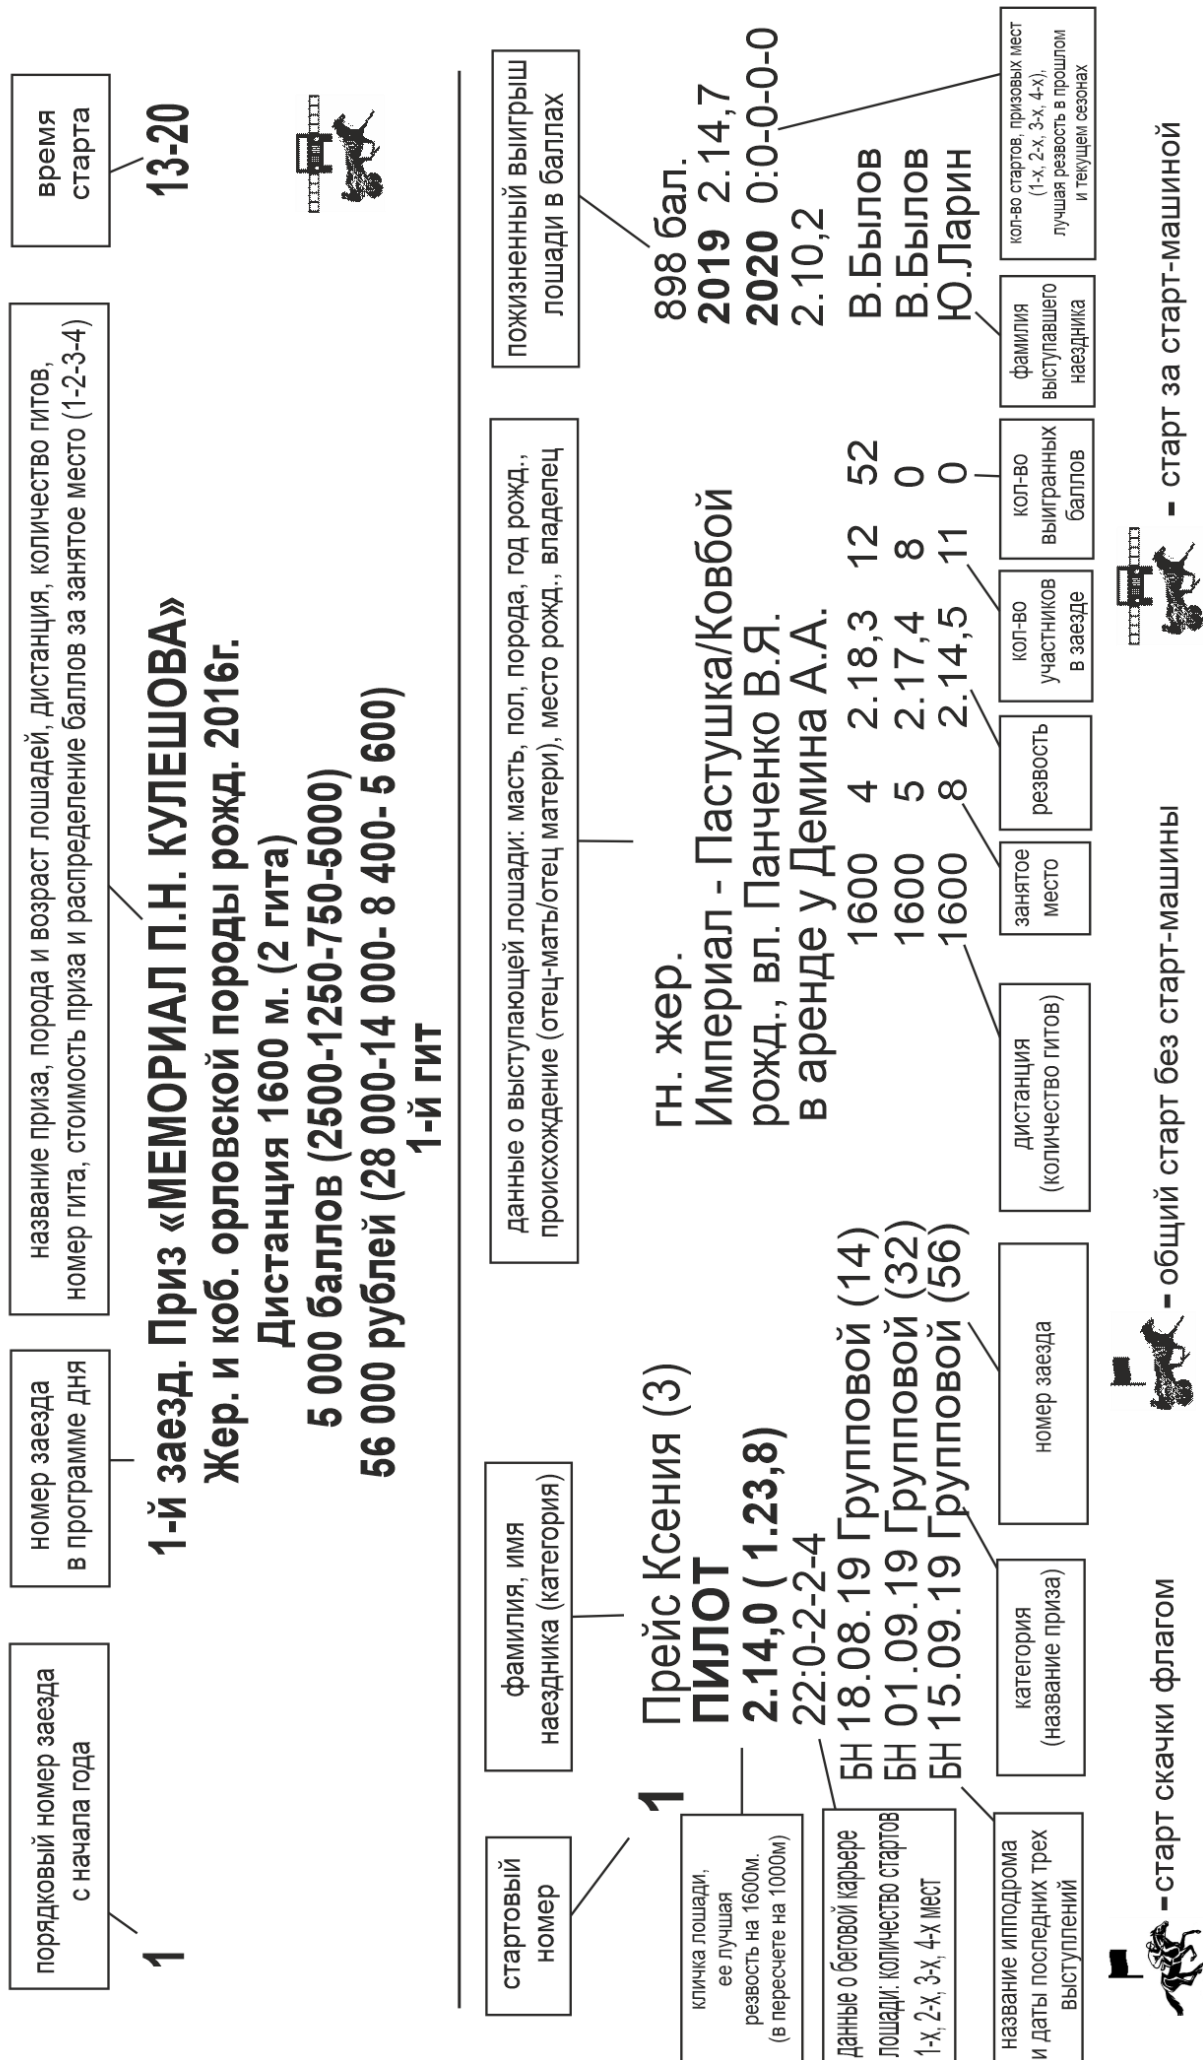 порядковый номер заезда
с начала года
номер заезда
в программе дня
название приза, порода и возраст лошадей, дистанция, количество гитов,
номер гита, стоимость приза и распределение баллов за занятое место (1-2-3-4)
время
старта
1
1-й заезд. Приз «МЕМОРИАЛ П.Н. КУЛЕШОВА»
13-20
Жер. и коб. орловской породы рожд. 2016г.
Дистанция 1600 м. (2 гита)
5 000 баллов (2500-1250-750-5000)
56 000 рублей (28 000-14 000- 8 400- 5 600)
1-й гит
стартовый
номер
фамилия, имя
наездника (категория)
данные о выступающей лошади: масть, пол, порода, год рожд.,
происхождение (отец-мать/отец матери), место рожд., владелец
пожизненный выигрыш
лошади в баллах
1
Прейс Ксения (3)
гн. жер.
898 бал.
ПИЛОТ
Империал - Пастушка/Ковбой
2019 2.14,7
2.14,0 ( 1.23,8)
рожд., вл. Панченко В.Я.
2020 0:0-0-0-0
22:0-2-2-4
в аренде у Демина А.А.
2.10,2
БН 18.08.19 Групповой (14) 1600 4 2.18,3 12 52 В.Былов
БН 01.09.19 Групповой (32) 1600 5 2.17,4 8 0 В.Былов
БН 15.09.19 Групповой (56) 1600 8 2.14,5 11 0 Ю.Ларин
кличка лошади,
ее лучшая
резвость на 1600м.
(в пересчете на 1000м)
данные о беговой карьере
лошади: количество стартов
1-х, 2-х, 3-х, 4-х мест
название ипподрома
и даты последних трех
выступлений
категория
(название приза)
номер заезда
дистанция
(количество гитов)
занятое
место
резвость
кол-во
участников
в заезде
кол-во
выигранных
баллов
фамилия
выступавшего
наездника
кол-во стартов, призовых мест
(1-х, 2-х, 3-х, 4-х),
лучшая резвость в прошлом
и текущем сезонах
-старт скачки флагом
- общий старт без старт-машины
- старт за старт-машиной